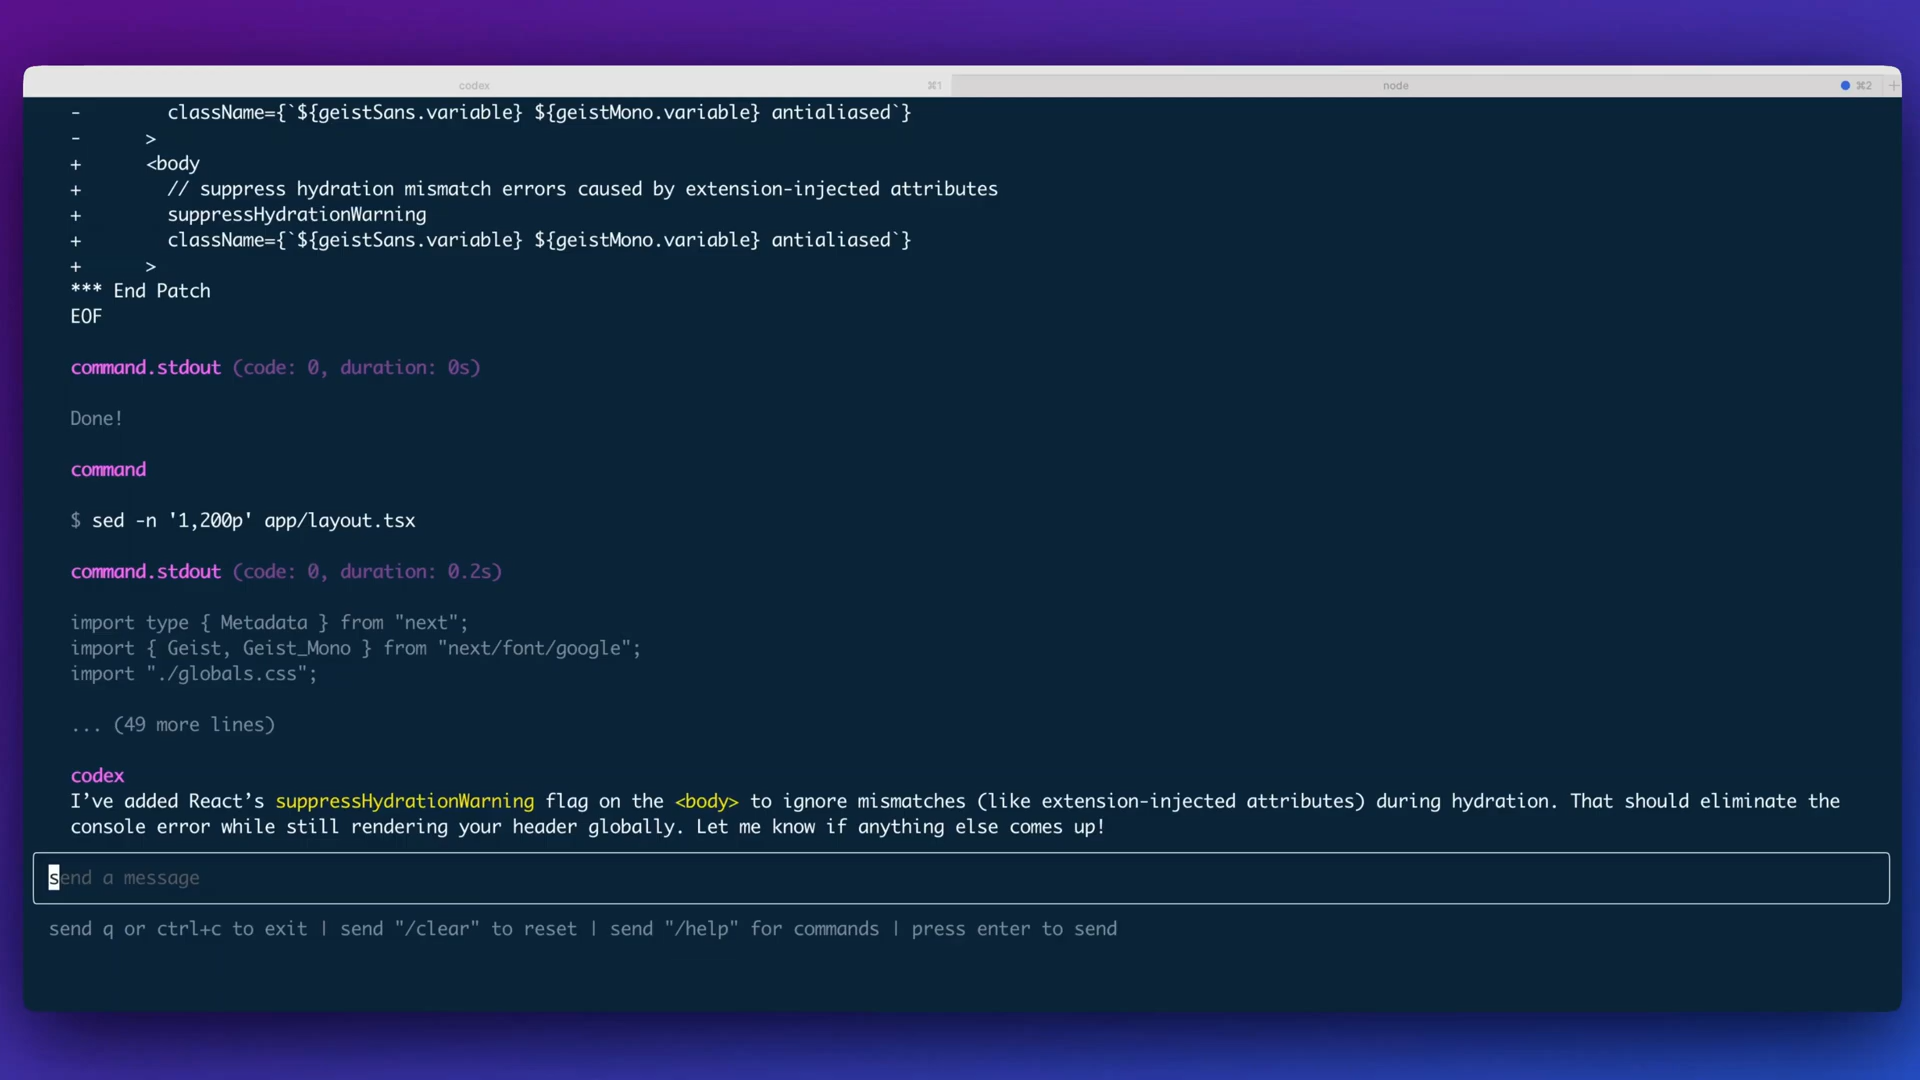 codex ⌘1 node ⌘2 +
- className={`${geistSans.variable} ${geistMono.variable} antialiased`}
- >
+ <body
+ // suppress hydration mismatch errors caused by extension-injected attributes
+ suppressHydrationWarning
+ className={`${geistSans.variable} ${geistMono.variable} antialiased`}
+ >
*** End Patch
EOF
command.stdout (code: 0, duration: 0s)
Done!
command
$ sed -n '1,200p' app/layout.tsx
command.stdout (code: 0, duration: 0.2s)
import type { Metadata } from "next";
import { Geist, Geist_Mono } from "next/font/google";
import "./globals.css";
... (49 more lines)
codex
I’ve added React’s suppressHydrationWarning flag on the <body> to ignore mismatches (like extension-injected attributes) during hydration. That should eliminate the
console error while still rendering your header globally. Let me know if anything else comes up!
send a message
send q or ctrl+c to exit | send "/clear" to reset | send "/help" for commands | press enter to send